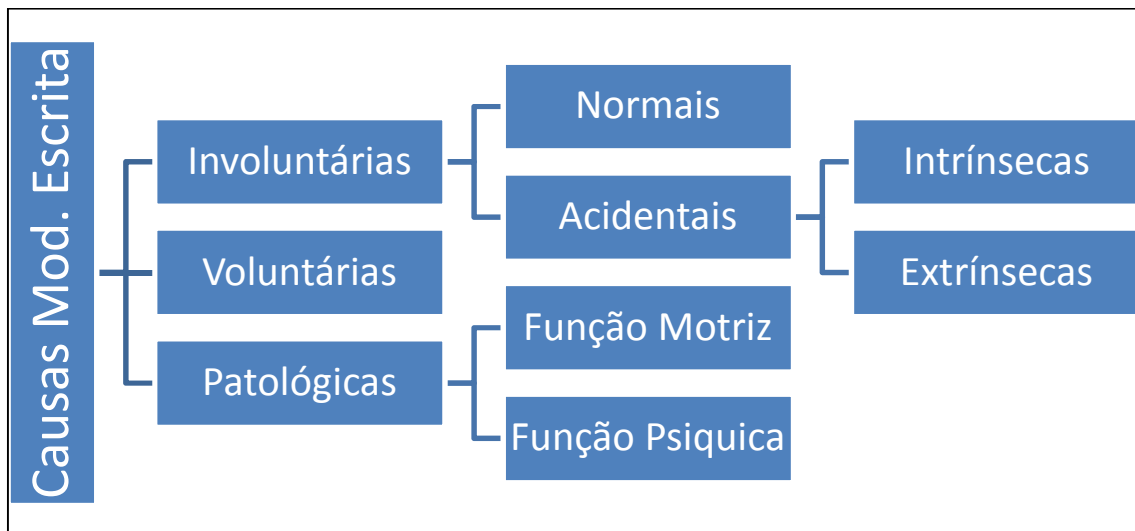 Causas Mod. Escrita
Involuntárias
Normais
Acidentais
Intrínsecas
Extrínsecas
Voluntárias
Patológicas
Função Motriz
Função Psiquica